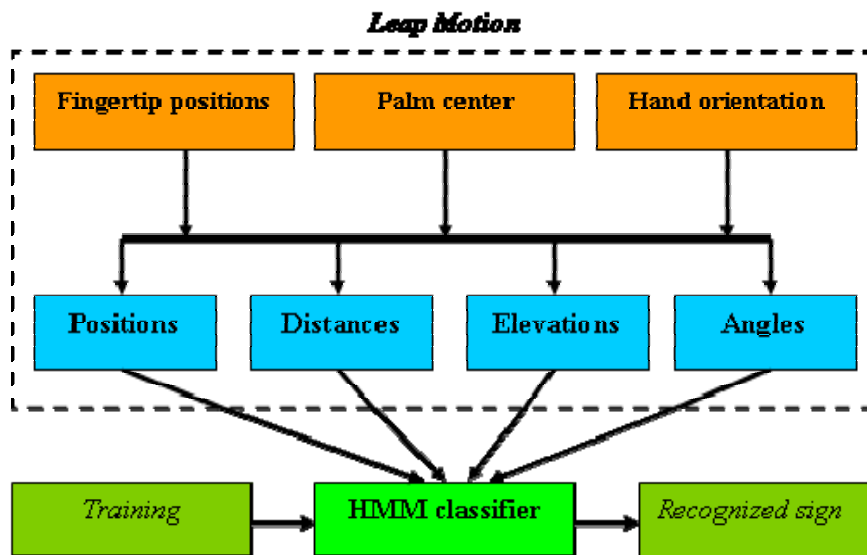 Leap Motion
Fingertip positions
Palm center
Hand orientation
Positions
Distances
Elevations
Angles
Training
HMM classifier
Recognized sign